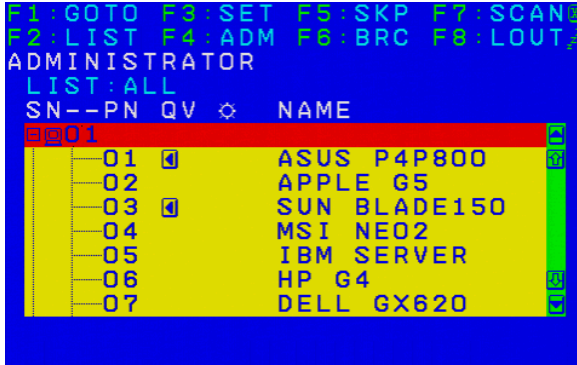 F1:GOTO F3:SET F5:SKP F7:SCAN
F2:LIST F4:ADM F6:BRC F8:LOUT
ADMINISTRATOR
LIST:ALL
SN--PN QV NAME
01
01 ASUS P4P800
02 APPLE G5
03 SUN BLADE150
04 MSI NEO2
05 IBM SERVER
06 HP G4
07 DELL GX620